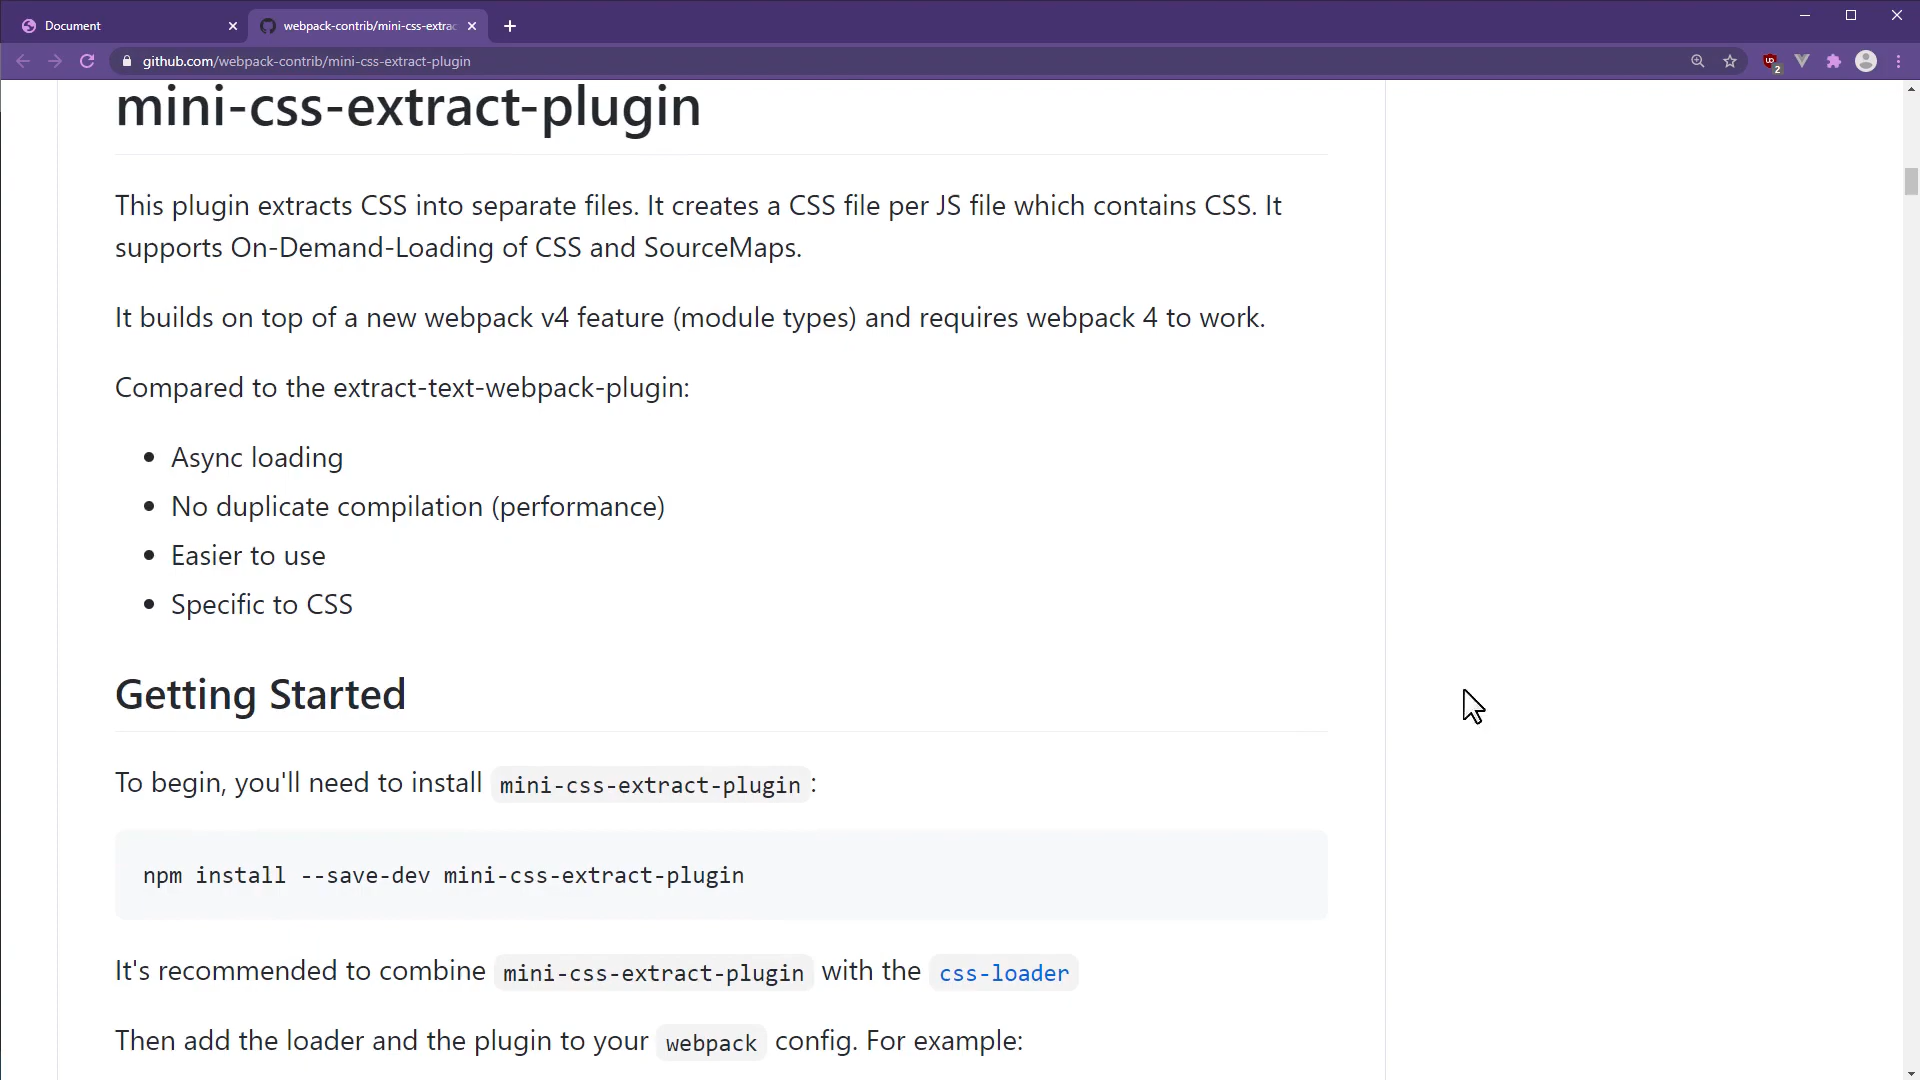 Document
webpack-contrib/mini-css-extrac
github.com/webpack-contrib/mini-css-extract-plugin
2
mini-css-extract-plugin
This plugin extracts CSS into separate files. It creates a CSS file per JS file which contains CSS. It
supports On-Demand-Loading of CSS and SourceMaps.
It builds on top of a new webpack v4 feature (module types) and requires webpack 4 to work.
Compared to the extract-text-webpack-plugin:
• Async loading
• No duplicate compilation (performance)
• Easier to use
• Specific to CSS
Getting Started
To begin, you'll need to install mini-css-extract-plugin:
npm install --save-dev mini-css-extract-plugin
It's recommended to combine mini-css-extract-plugin with the css-loader
Then add the loader and the plugin to your webpack config. For example: